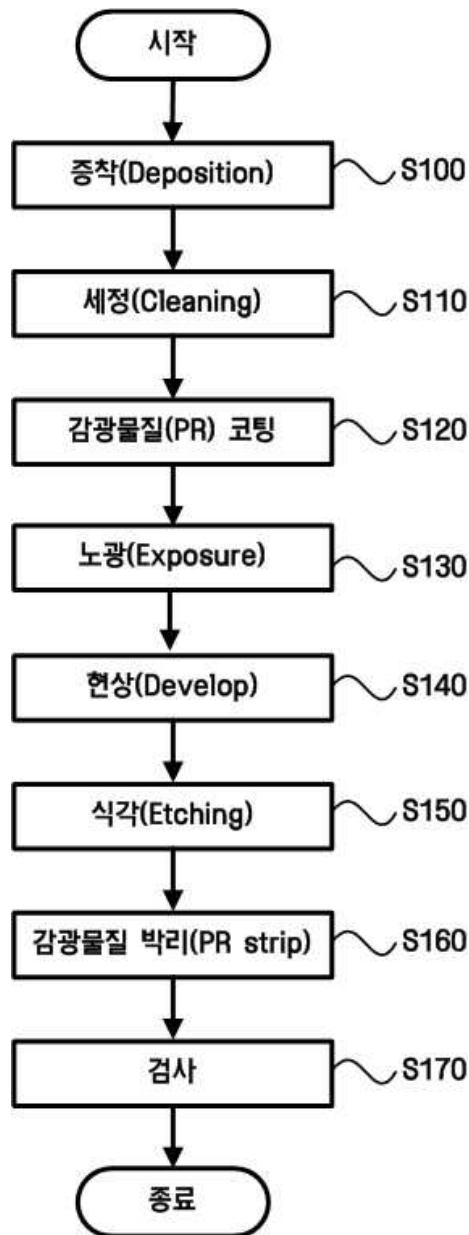 시작
증착(Deposition) S100
세정(Cleaning) S110
감광물질(PR) 코팅 S120
노광(Exposure) S130
현상(Develop) S140
식각(Etching) S150
감광물질 박리(PR strip) S160
검사 S170
종료